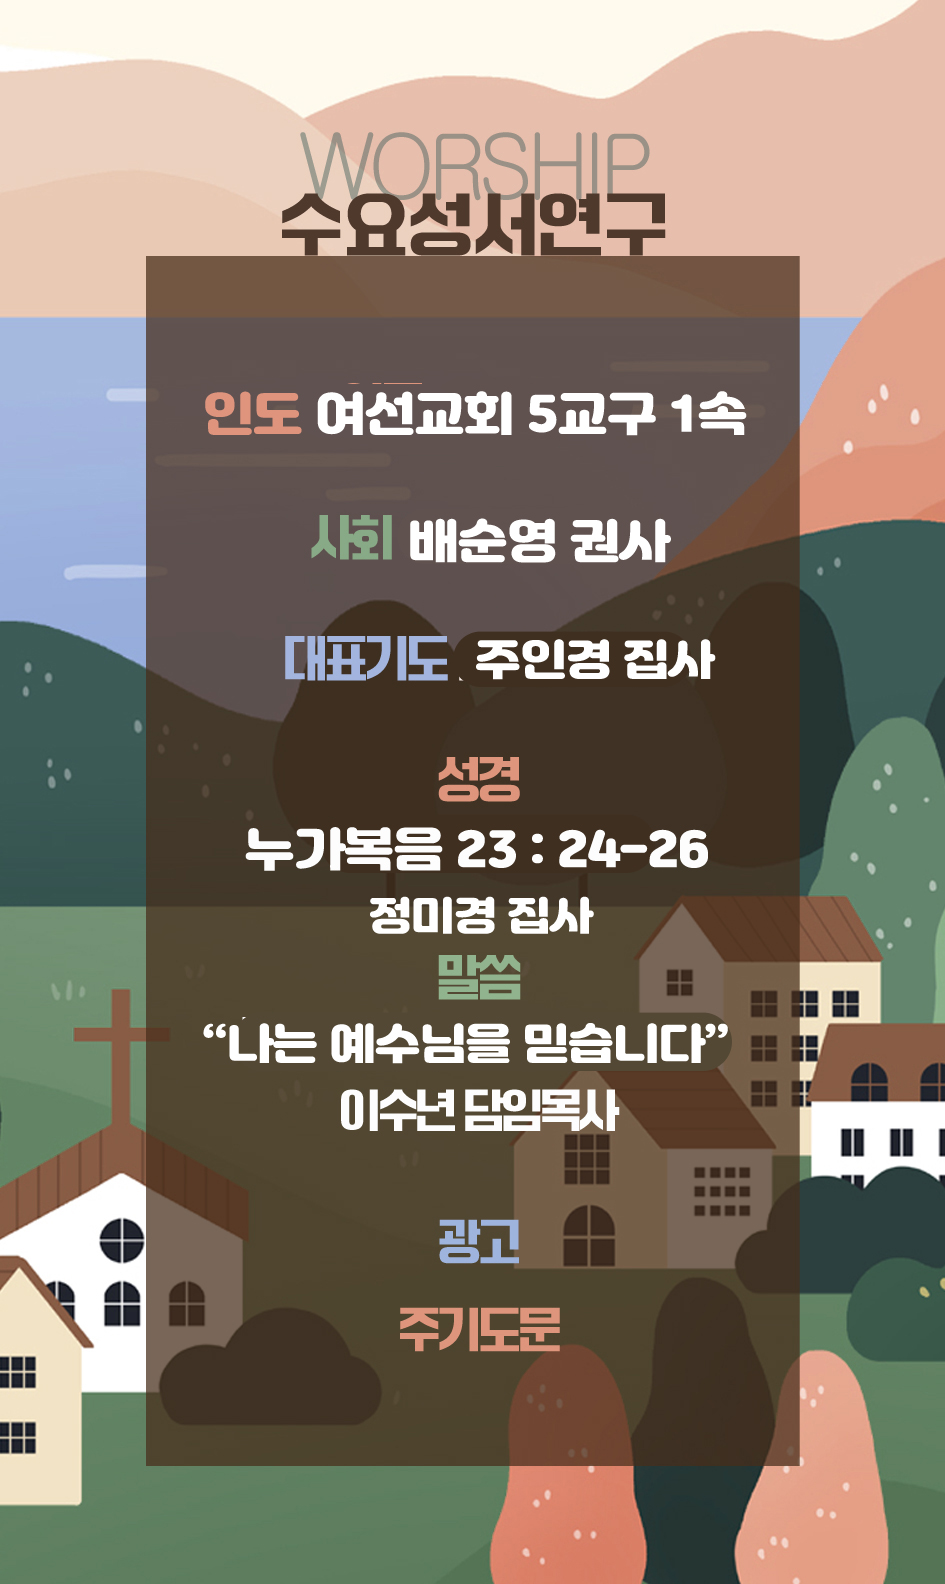 WORSHIP
수요성서연구
인도 여선교회 5교구 1속
사회 배순영 권사
대표기도 주인경 집사
성경
누가복음 23 : 24-26
정미경 집사
말씀
“나는 예수님을 믿습니다”
이수년 담임목사
광고
주기도문